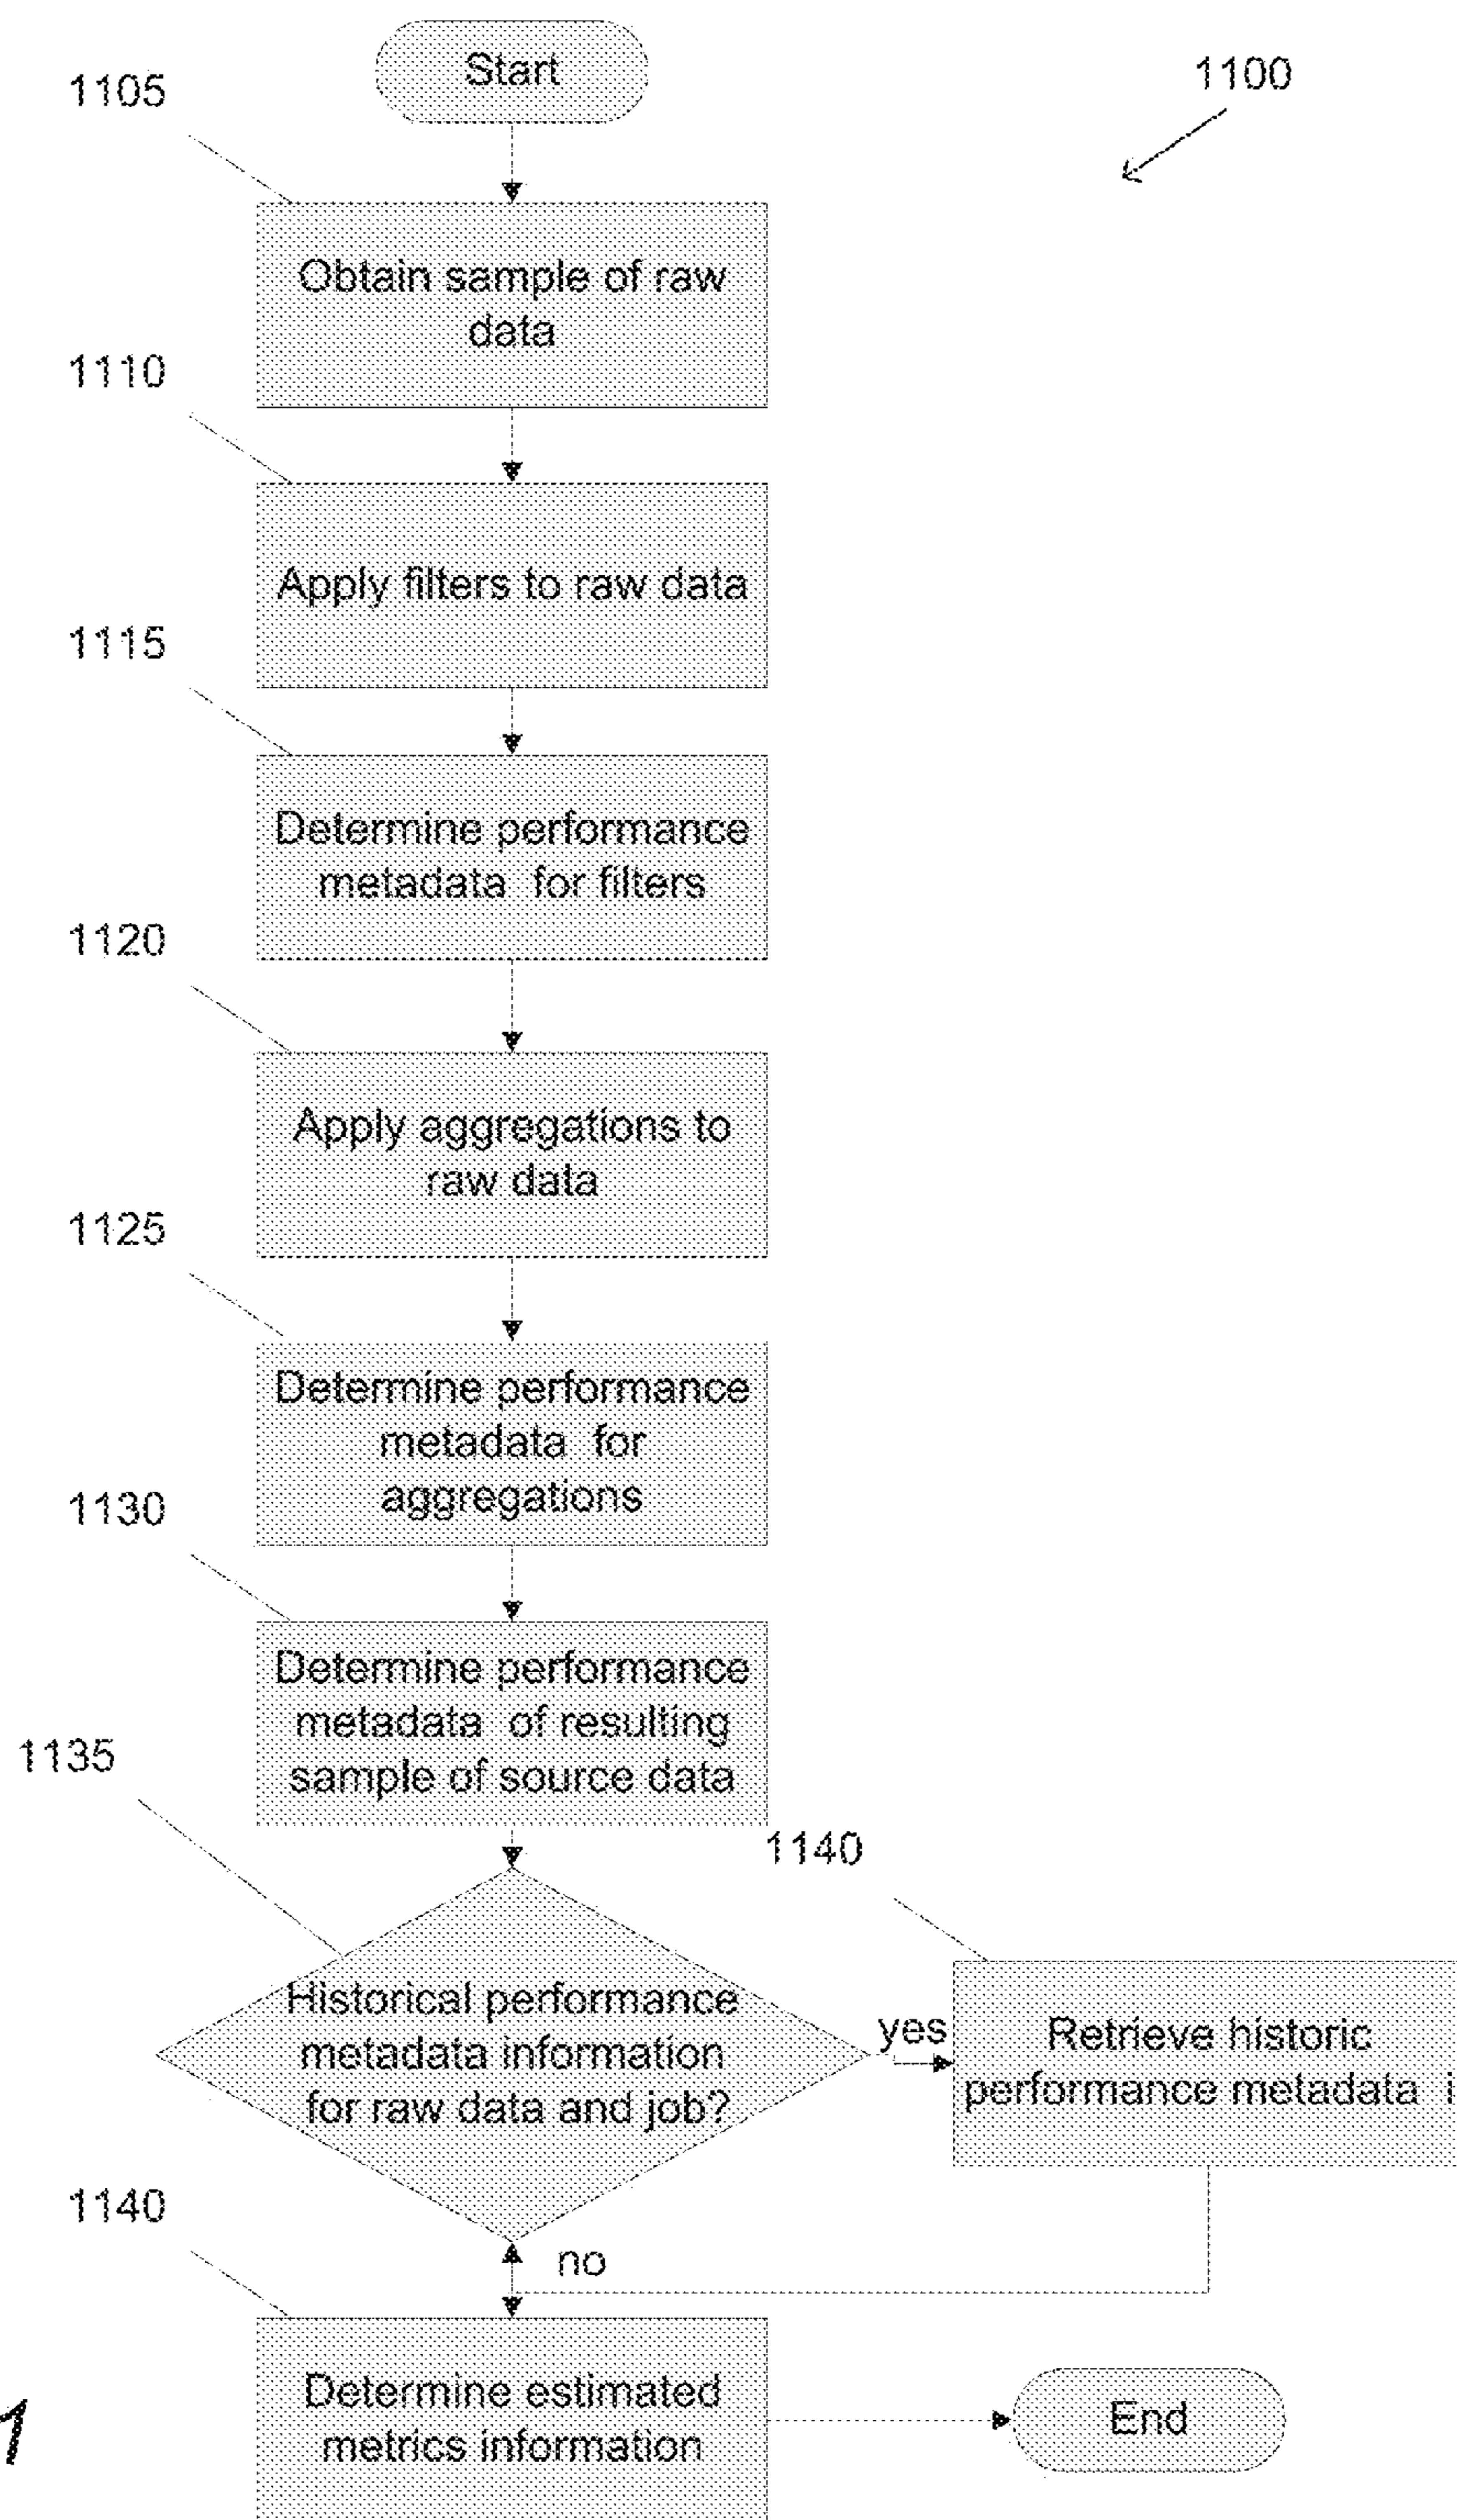 Start
1100
1105
Obtain sample of raw
data
1110
Apply filters to raw data
1115
Determine performance
metadata for filters
1120
Apply aggregations to
raw data
1125
Determine performance
metadata for
aggregations
1130
Determine performance
metadata of resulting
sample of source data
1135
Historical performance
metadata information
for raw data and job?
yes
1140
Retrieve historic
performance metadata i
no
1140
Determine estimated
metrics information
End
1